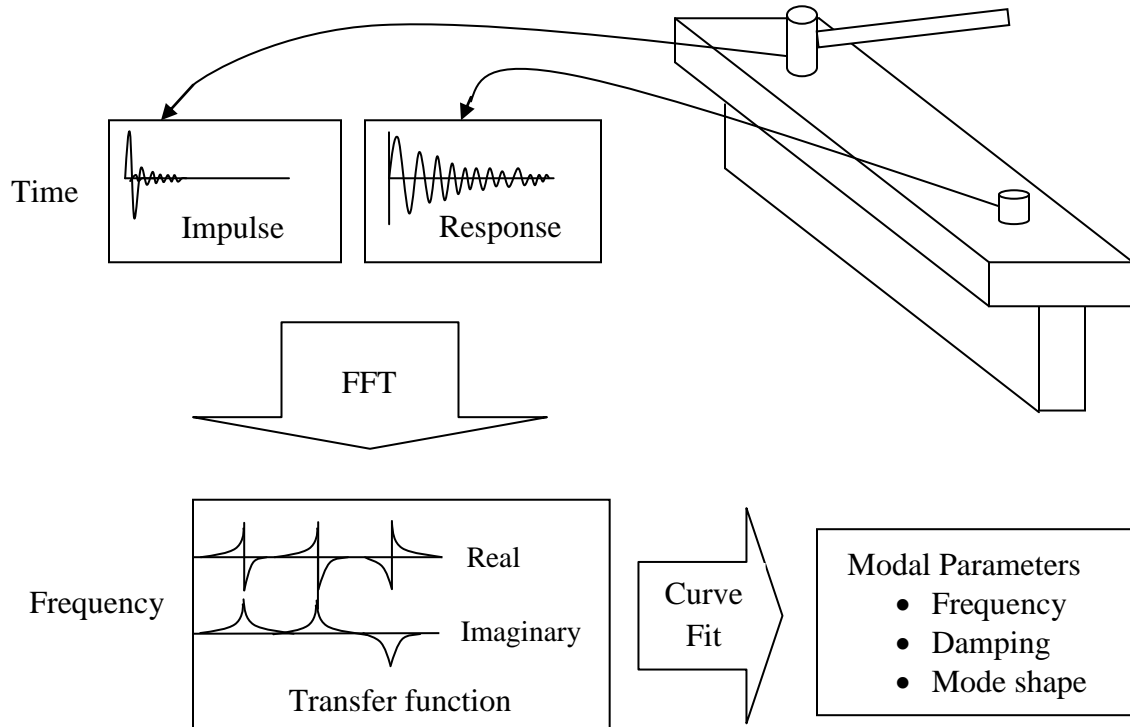 Time
Impulse
Response
FFT
Frequency
Real
Imaginary
Transfer function
Curve
Fit
Modal Parameters
• Frequency
• Damping
• Mode shape